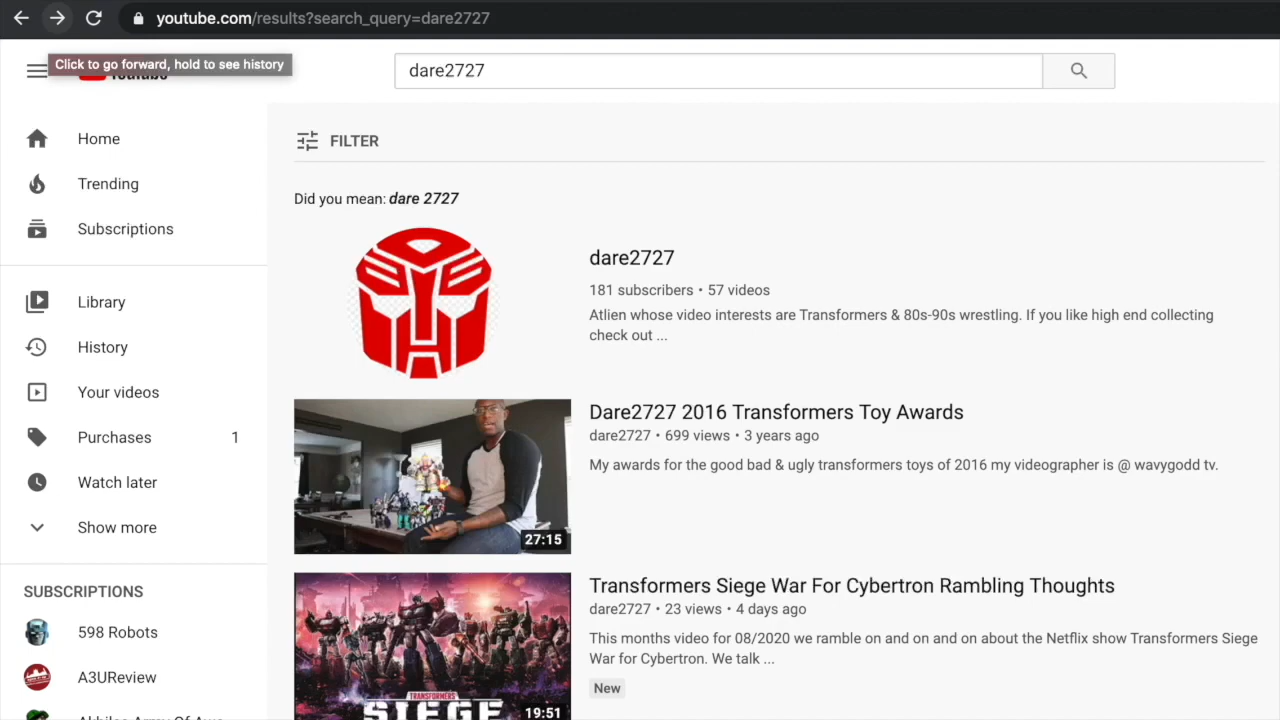 youtube.com/results?search_query=dare2727
Click to go forward, hold to see history
YouTube
dare2727
Home
Trending
Subscriptions
Library
History
Your videos
Purchases 1
Watch later
Show more
SUBSCRIPTIONS
598 Robots
A3UReview
FILTER
Did you mean: dare 2727
dare2727
181 subscribers • 57 videos
Atlien whose video interests are Transformers & 80s-90s wrestling. If you like high end collecting
check out ...
27:15
Dare2727 2016 Transformers Toy Awards
dare2727 • 699 views • 3 years ago
My awards for the good bad & ugly transformers toys of 2016 my videographer is @ wavygodd tv.
TRANSFORMERS
SIEGE
19:51
Transformers Siege War For Cybertron Rambling Thoughts
dare2727 • 23 views • 4 days ago
This months video for 08/2020 we ramble on and on and on about the Netflix show Transformers Siege
War for Cybertron. We talk ...
New